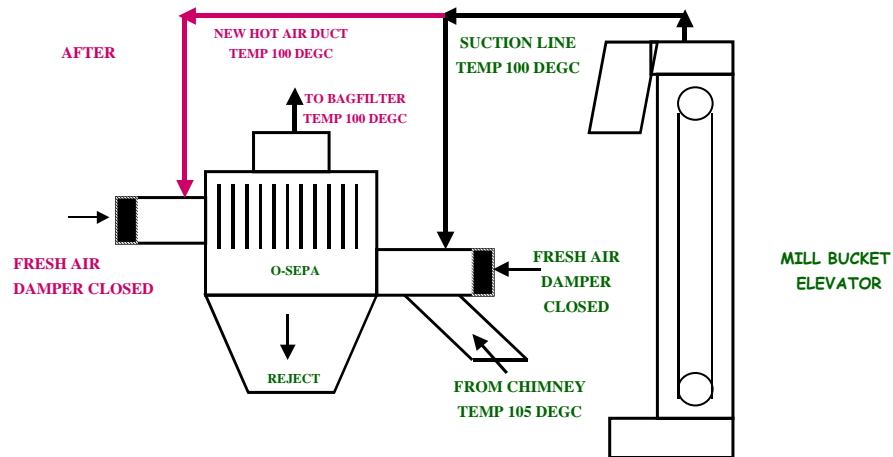 AFTER
NEW HOT AIR DUCT
TEMP 100 DEGC
SUCTION LINE
TEMP 100 DEGC
TO BAGFILTER
TEMP 100 DEGC
FRESH AIR
DAMPER CLOSED
O-SEPA
FRESH AIR
DAMPER
CLOSED
MILL BUCKET
ELEVATOR
REJECT
FROM CHIMNEY
TEMP 105 DEGC